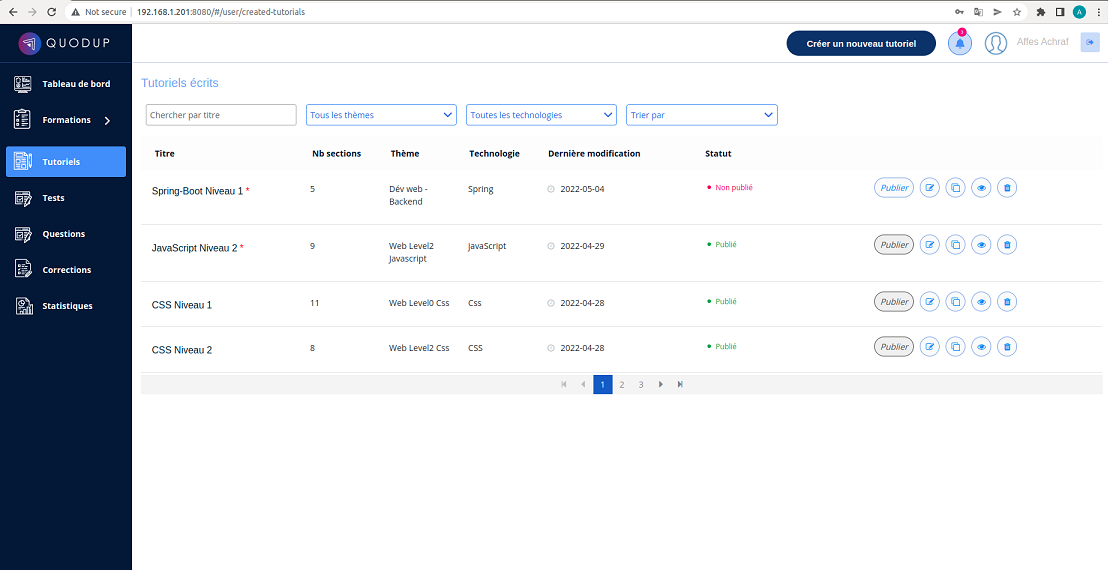 Not secure | 192.168.1.201:8080/#/user/created-tutorials
A
QUODUP
Créer un nouveau tutoriel
3
Affes Achraf
Tableau de bord
Formations
Tutoriels
Tests
Questions
Corrections
Statistiques
Tutoriels écrits
Chercher par titre
Tous les thèmes
Toutes les technologies
Trier par
Titre Nb sections Thème Technologie Dernière modification Statut
Spring-Boot Niveau 1 * 5 Dév web - Spring 2022-05-04 Non publié Publier
Backend
JavaScript Niveau 2 * 9 Web Level2 JavaScript 2022-04-29 Publié Publier
Javascript
CSS Niveau 1 11 Web Level0 Css Css 2022-04-28 Publié Publier
CSS Niveau 2 8 Web Level2 Css CSS 2022-04-28 Publié Publier
1 2 3